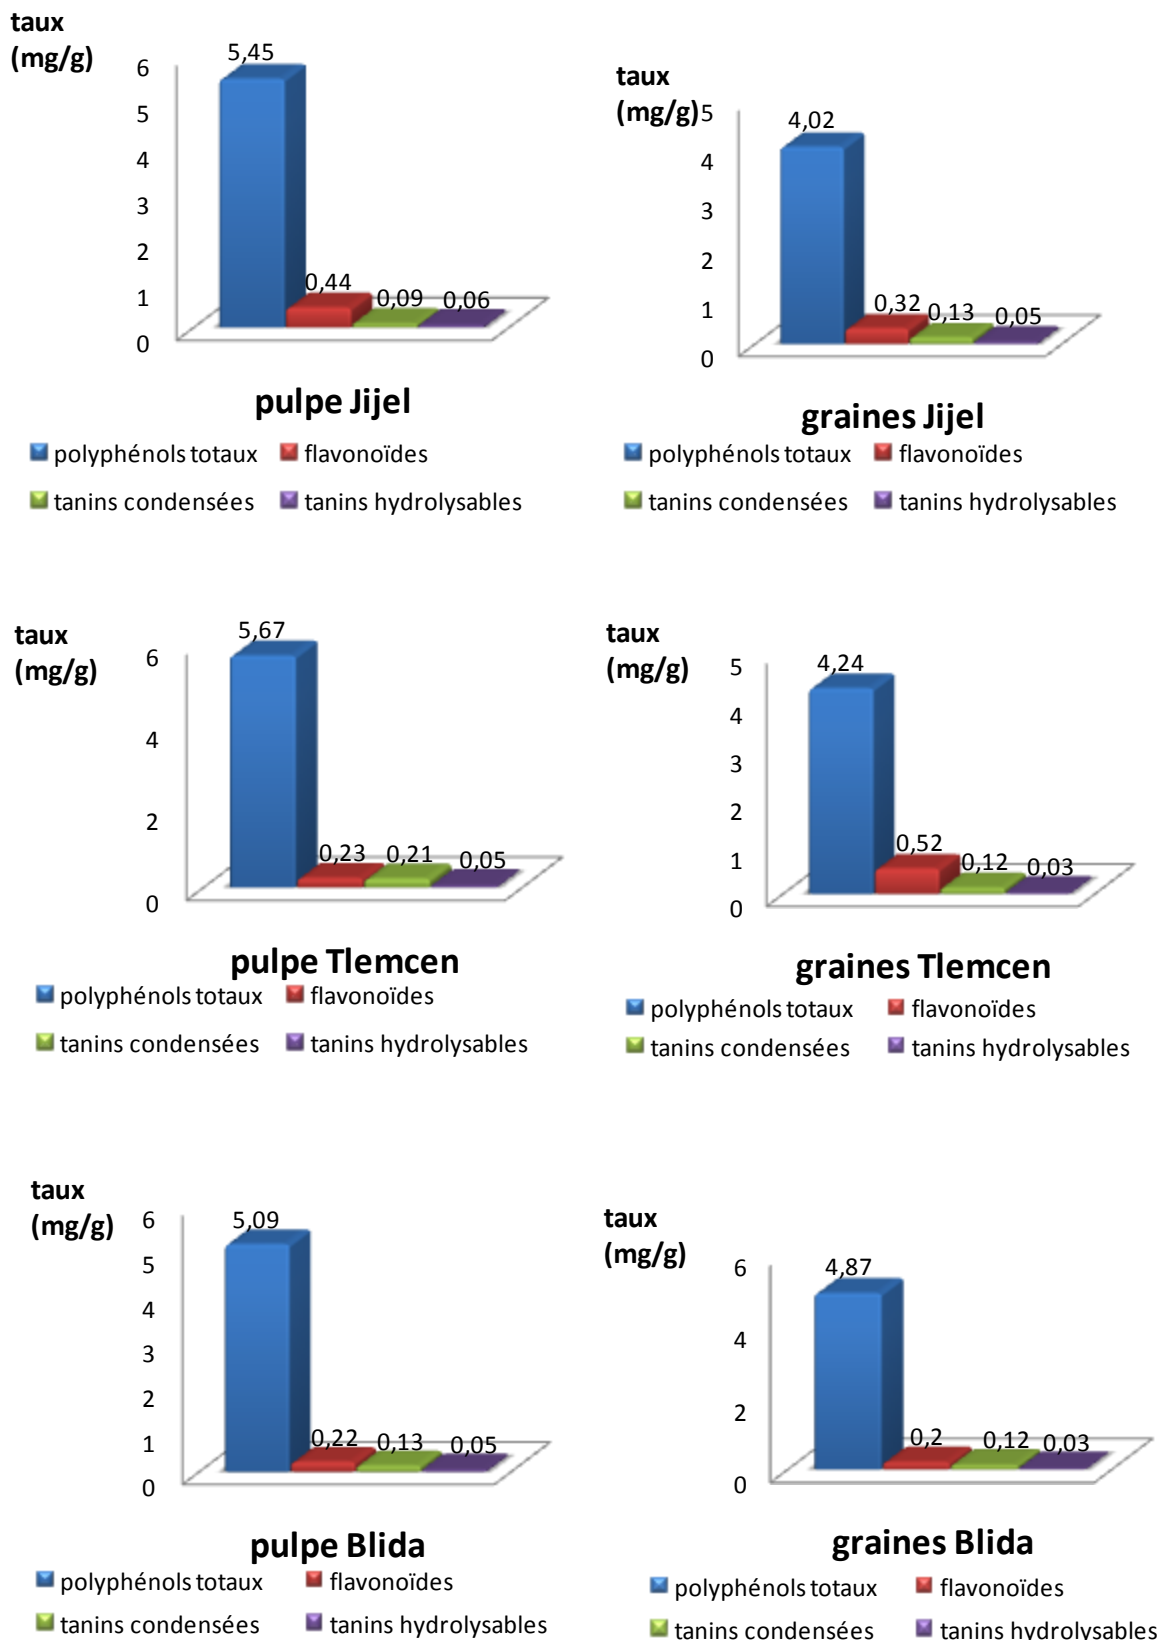 taux
(mg/g)
6
5
4
3
2
1
0
5,45
0,44
0,09
0,06
pulpe Jijel
polyphénols totaux
flavonoïdes
tanins condensées
tanins hydrolysables
taux
(mg/g)
5
4
3
2
1
0
4,02
0,32
0,13
0,05
graines Jijel
polyphénols totaux
flavonoïdes
tanins condensées
tanins hydrolysables
taux
(mg/g)
6
4
2
0
5,67
0,23
0,21
0,05
pulpe Tlemcen
polyphénols totaux
flavonoïdes
tanins condensées
tanins hydrolysables
taux
(mg/g)
5
4
3
2
1
0
4,24
0,52
0,12
0,03
graines Tlemcen
polyphénols totaux
flavonoïdes
tanins condensées
tanins hydrolysables
taux
(mg/g)
6
5
4
3
2
1
0
5,09
0,22
0,13
0,05
pulpe Blida
polyphénols totaux
flavonoïdes
tanins condensées
tanins hydrolysables
taux
(mg/g)
6
4
2
0
4,87
0,2
0,12
0,03
graines Blida
polyphénols totaux
flavonoïdes
tanins condensées
tanins hydrolysables